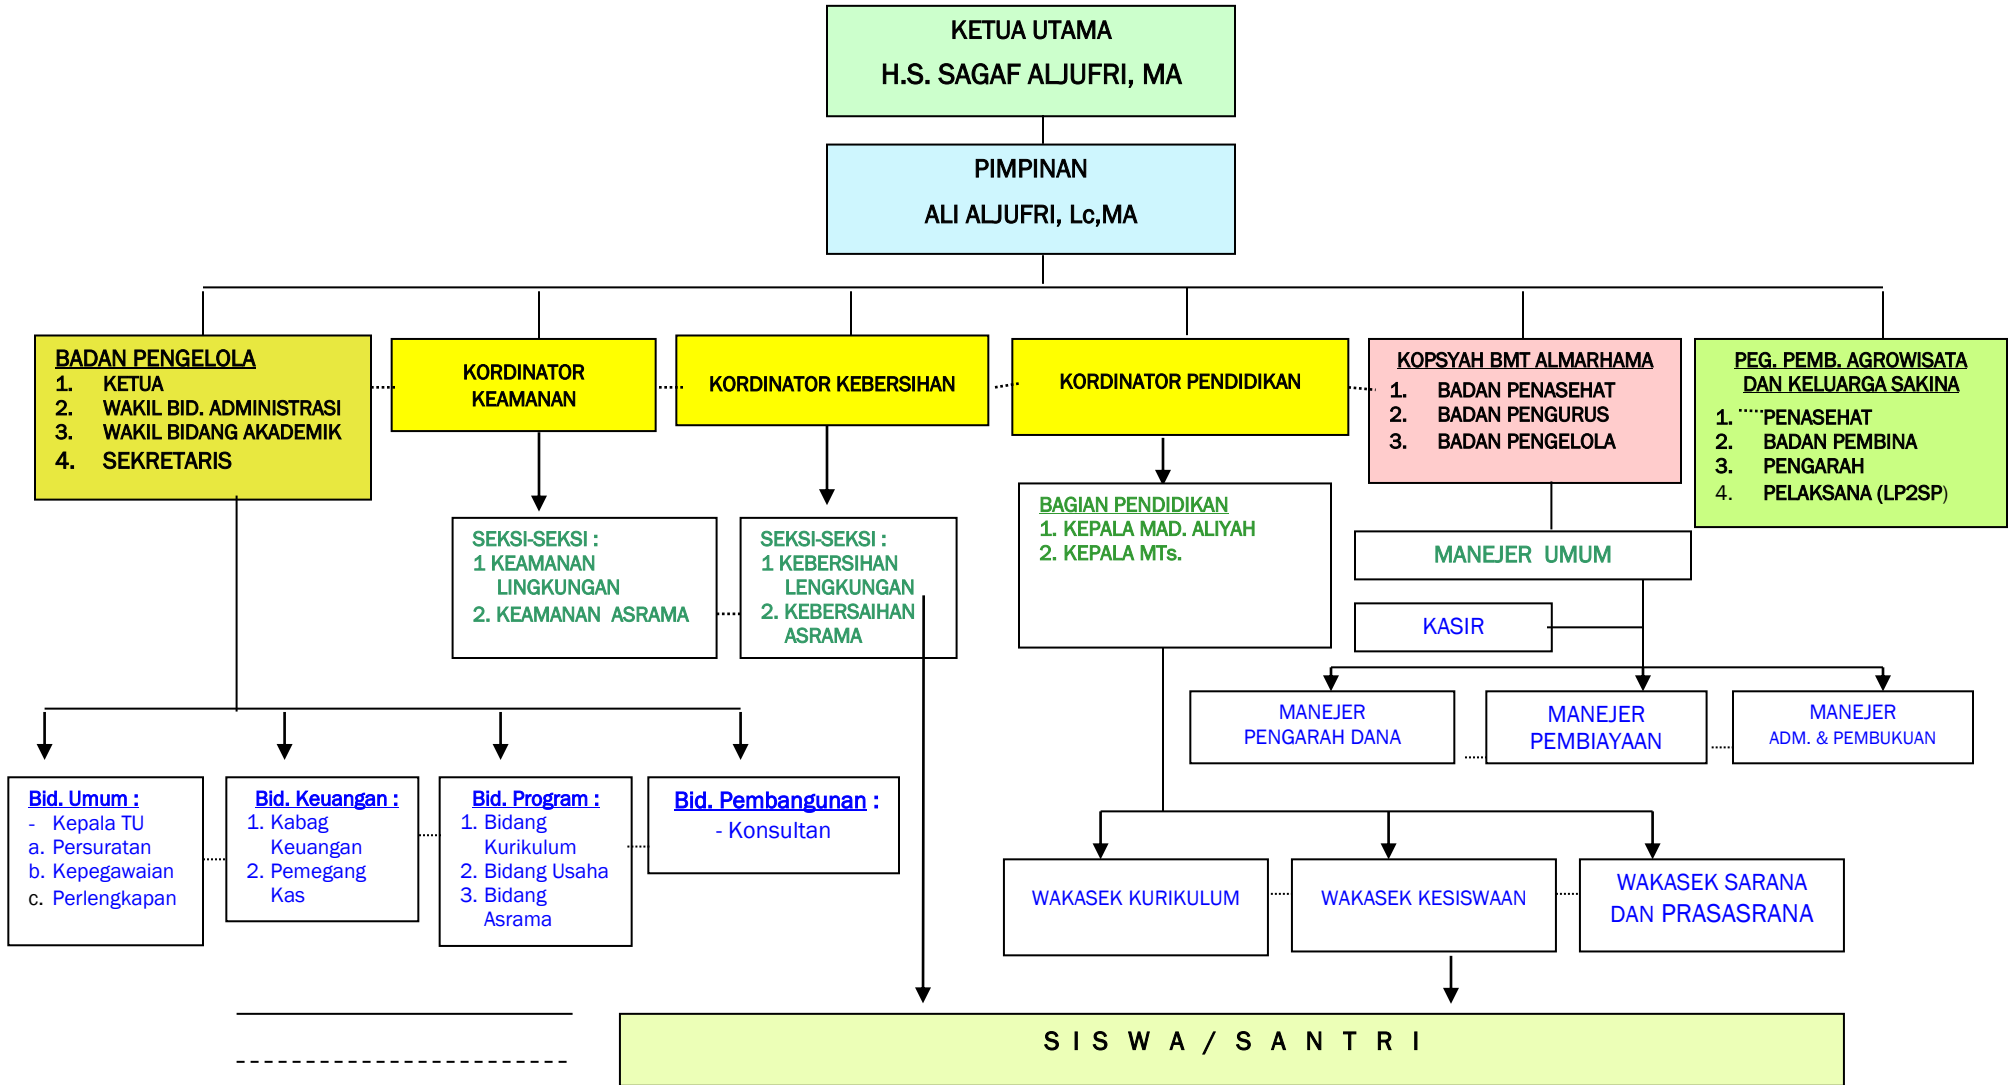 KETUA UTAMA
H.S. SAGAF ALJUFRI, MA
PIMPINAN
ALI ALJUFRI, Lc,MA
BADAN PENGELOLA
1. KETUA
2. WAKIL BID. ADMINISTRASI
3. WAKIL BIDANG AKADEMIK
4. SEKRETARIS
KORDINATOR
KEAMANAN
KORDINATOR KEBERSIHAN
KORDINATOR PENDIDIKAN
KOPSYAH BMT ALMARHAMA
1. BADAN PENASEHAT
2. BADAN PENGURUS
3. BADAN PENGELOLA
PEG. PEMB. AGROWISATA
DAN KELUARGA SAKINA
1. PENASEHAT
2. BADAN PEMBINA
3. PENGARAH
4. PELAKSANA (LP2SP)
SEKSI-SEKSI :
1 KEAMANAN
LINGKUNGAN
2. KEAMANAN ASRAMA
SEKSI-SEKSI :
1 KEBERSIHAN
LENGKUNGAN
2. KEBERSAIHAN
ASRAMA
BAGIAN PENDIDIKAN
1. KEPALA MAD. ALIYAH
2. KEPALA MTs.
MANEJER UMUM
KASIR
MANEJER
PENGARAH DANA
MANEJER
PEMBIAYAAN
MANEJER
ADM. & PEMBUKUAN
Bid. Umum :
- Kepala TU
a. Persuratan
b. Kepegawaian
c. Perlengkapan
Bid. Keuangan :
1. Kabag
Keuangan
2. Pemegang
Kas
Bid. Program :
1. Bidang
Kurikulum
2. Bidang Usaha
3. Bidang
Asrama
Bid. Pembangunan :
- Konsultan
WAKASEK KURIKULUM
WAKASEK KESISWAAN
WAKASEK SARANA
DAN PRASASRANA
S I S W A / S A N T R I